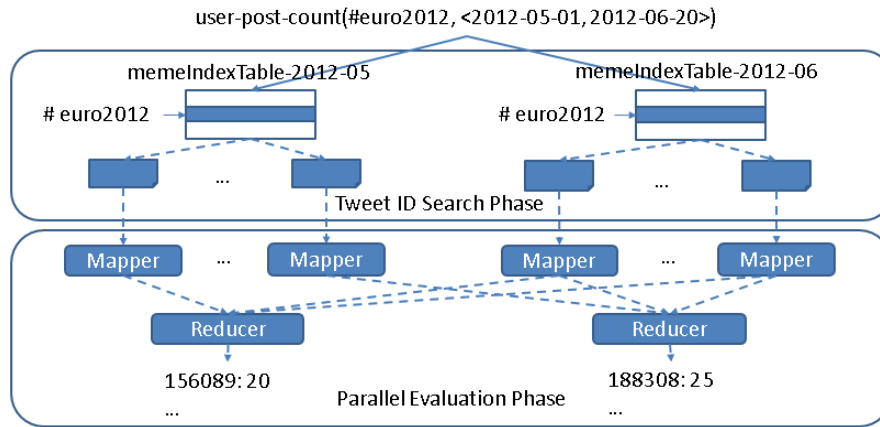 user-post-count(#euro2012, <2012-05-01, 2012-06-20>)
memeIndexTable-2012-05
memeIndexTable-2012-06
# euro2012
# euro2012
...
...
Tweet ID Search Phase
Mapper
...
Mapper
Mapper
...
Mapper
Reducer
Reducer
156089: 20
188308: 25
...
...
Parallel Evaluation Phase